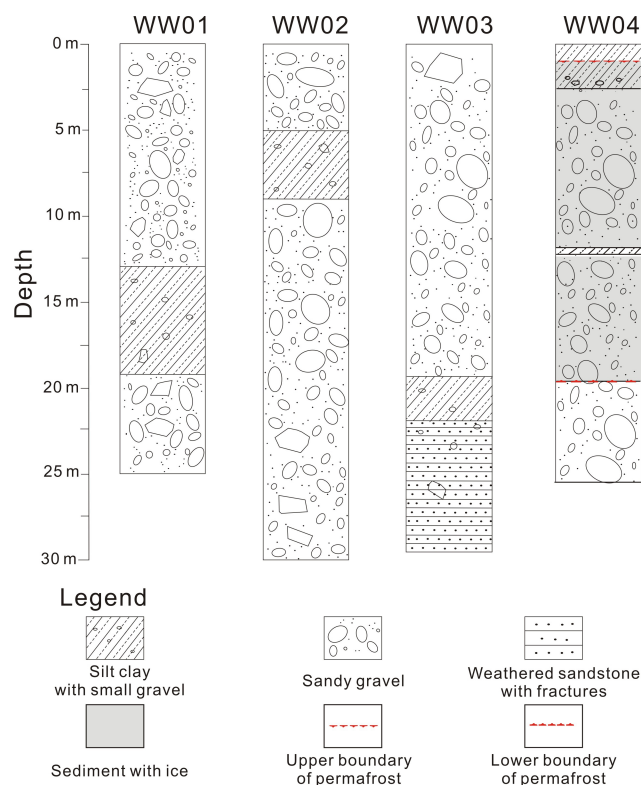 WW01 WW02 WW03 WW04
0 m
5 m
10 m
15 m
20 m
25 m
30 m
Depth
Legend
Silt clay
with small gravel
Sandy gravel
Weathered sandstone
with fractures
Sediment with ice
Upper boundary
of permafrost
Lower boundary
of permafrost